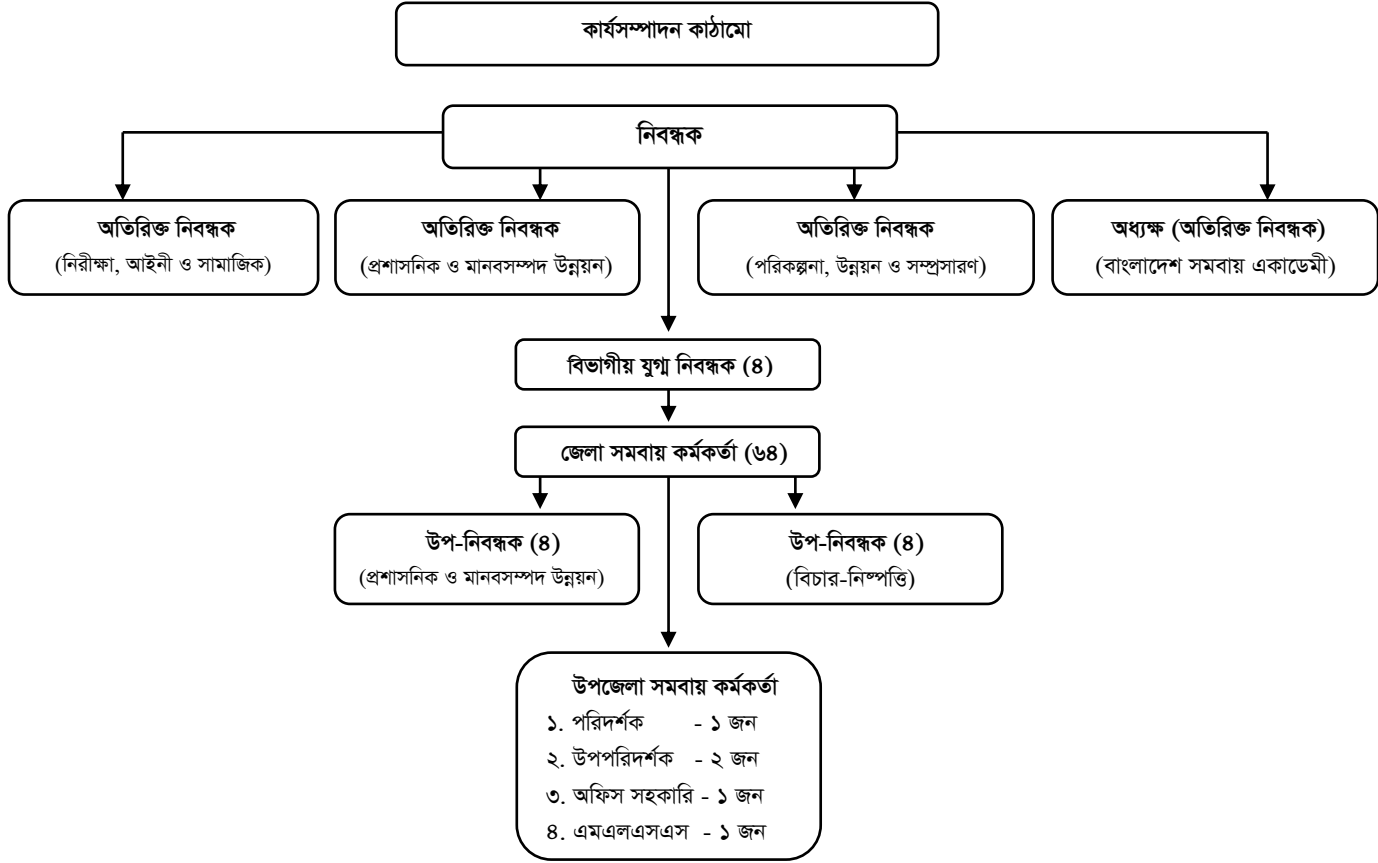 কার্যসম্পাদন কাঠামো
নিবন্ধক
অতিরিক্ত নিবন্ধক
(নিরীক্ষা, আইনী ও সামাজিক)
অতিরিক্ত নিবন্ধক
(প্রশাসনিক ও মানবসম্পদ উন্নয়ন)
অতিরিক্ত নিবন্ধক
(পরিকল্পনা, উন্নয়ন ও সম্প্রসারণ)
অধ্যক্ষ (অতিরিক্ত নিবন্ধক)
(বাংলাদেশ সমবায় একাডেমী)
বিভাগীয় যুগ্ম নিবন্ধক (৪)
জেলা সমবায় কর্মকর্তা (৬৪)
উপ-নিবন্ধক (৪)
(প্রশাসনিক ও মানবসম্পদ উন্নয়ন)
উপ-নিবন্ধক (৪)
(বিচার-নিষ্পত্তি)
উপজেলা সমবায় কর্মকর্তা
১. পরিদর্শক - ১ জন
২. উপপরিদর্শক - ২ জন
৩. অফিস সহকারি - ১ জন
৪. এমএলএসএস - ১ জন